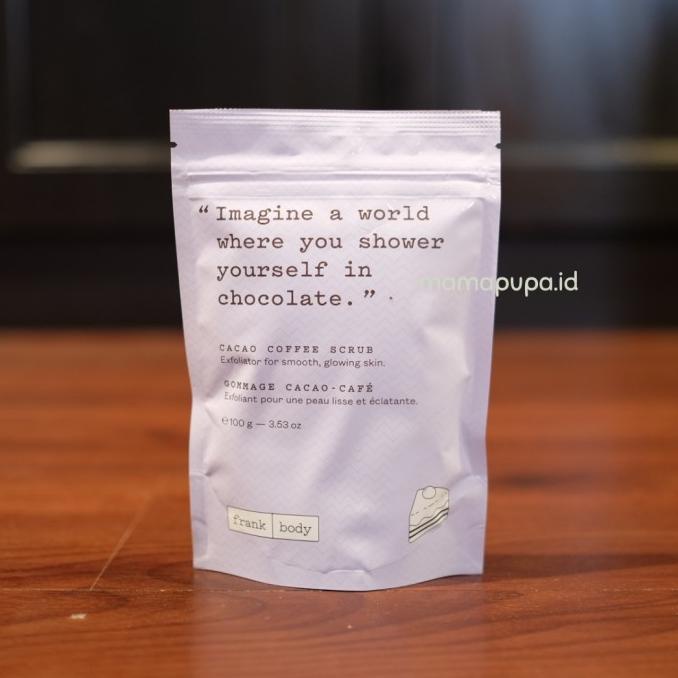 “Imagine a world
where you shower
yourself in
chocolate.”
mamapupa.id
CACAO COFFEE SCRUB
Exfoliator for smooth, glowing skin.
GOMMAGE CACAO-CAFÉ
Exfoliant pour une peau lisse et éclatante.
℮100 g — 3.53 oz
frank body